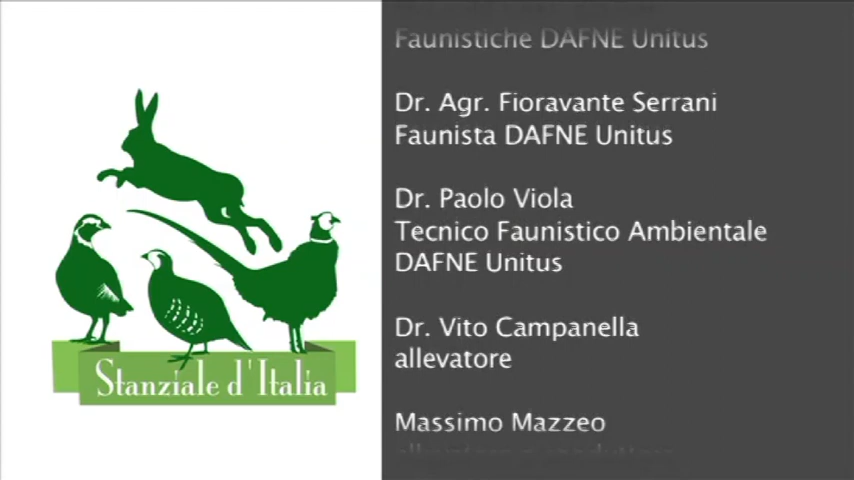 Faunistiche DAFNE Unitus
Dr. Agr. Fioravante Serrani
Faunista DAFNE Unitus
Dr. Paolo Viola
Tecnico Faunistico Ambientale
DAFNE Unitus
Dr. Vito Campanella
allevatore
Massimo Mazzeo
Stanziale d'Italia